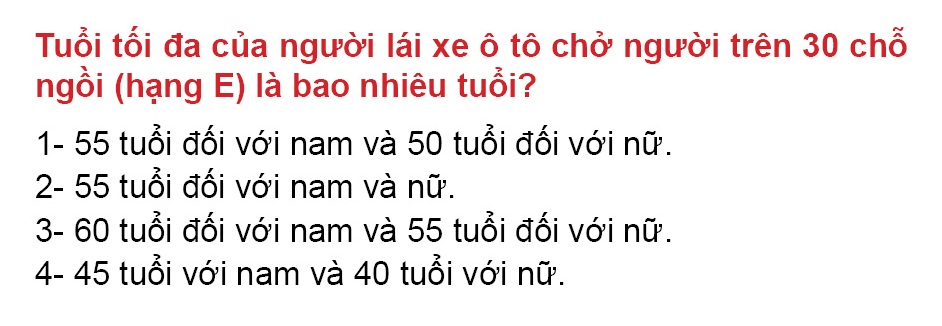 Tuổi tối đa của người lái xe ô tô chở người trên 30 chỗ
ngồi (hạng E) là bao nhiêu tuổi?
1- 55 tuổi đối với nam và 50 tuổi đối với nữ.
2- 55 tuổi đối với nam và nữ.
3- 60 tuổi đối với nam và 55 tuổi đối với nữ.
4- 45 tuổi với nam và 40 tuổi với nữ.